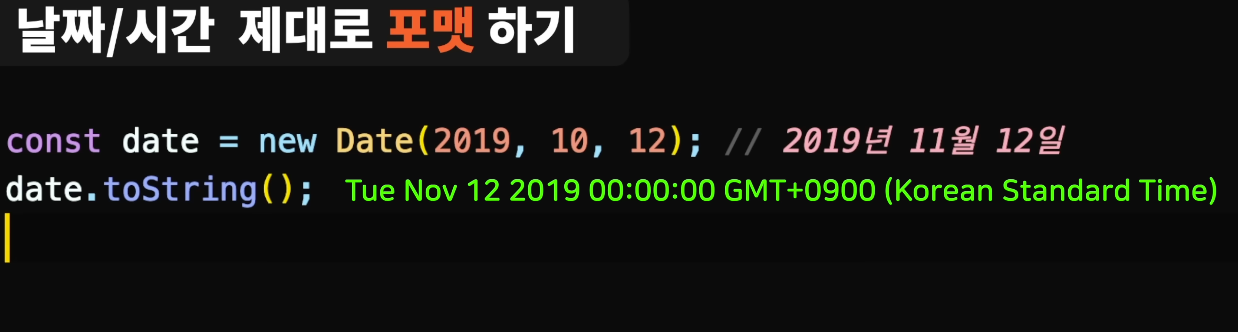 날짜/시간 제대로 포맷 하기
const date = new Date(2019, 10, 12); // 2019년 11월 12일
date.toString(); Tue Nov 12 2019 00:00:00 GMT+0900 (Korean Standard Time)